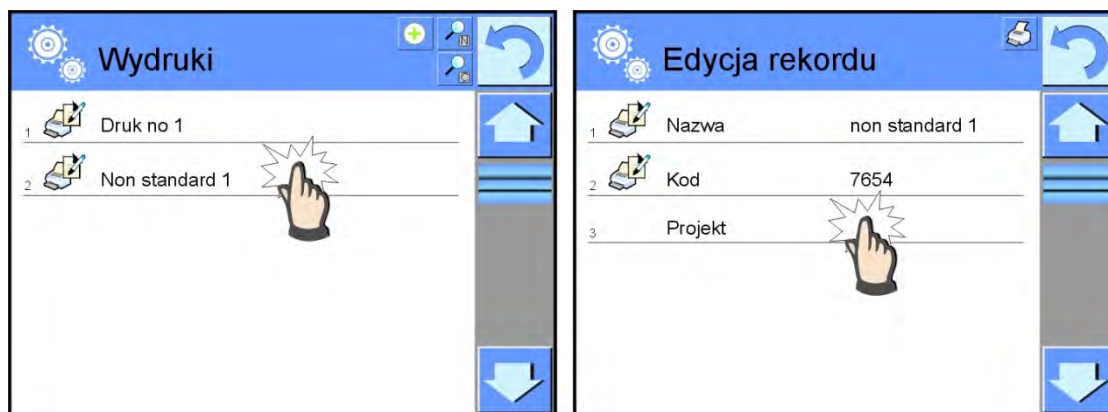 Wydruki
N
C
1 Druk no 1
2 Non standard 1
Edycja rekordu
1 Nazwa non standard 1
2 Kod 7654
3 Projekt